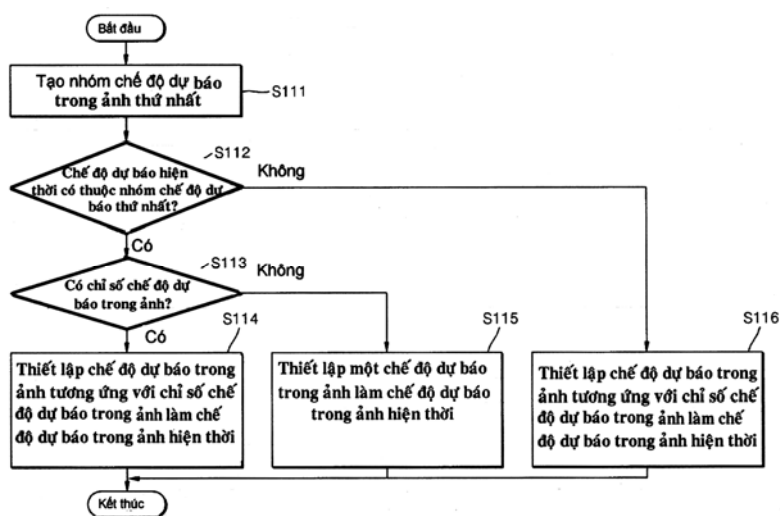 Bắt đầu
Tạo nhóm chế độ dự báo
trong ảnh thứ nhất
S111
S112
Chế độ dự báo hiện
thời có thuộc nhóm chế độ dự
báo thứ nhất?
Không
Có
S113
Có chỉ số chế độ dự
báo trong ảnh?
Không
Có
S114
Thiết lập chế độ dự báo trong
ảnh tương ứng với chỉ số chế
độ dự báo trong ảnh làm chế
độ dự báo trong ảnh hiện thời
S115
Thiết lập một chế độ dự báo
trong ảnh làm chế độ dự báo
trong ảnh hiện thời
S116
Thiết lập chế độ dự báo trong
ảnh tương ứng với chỉ số chế
độ dự báo trong ảnh làm chế
độ dự báo trong ảnh hiện thời
Kết thúc